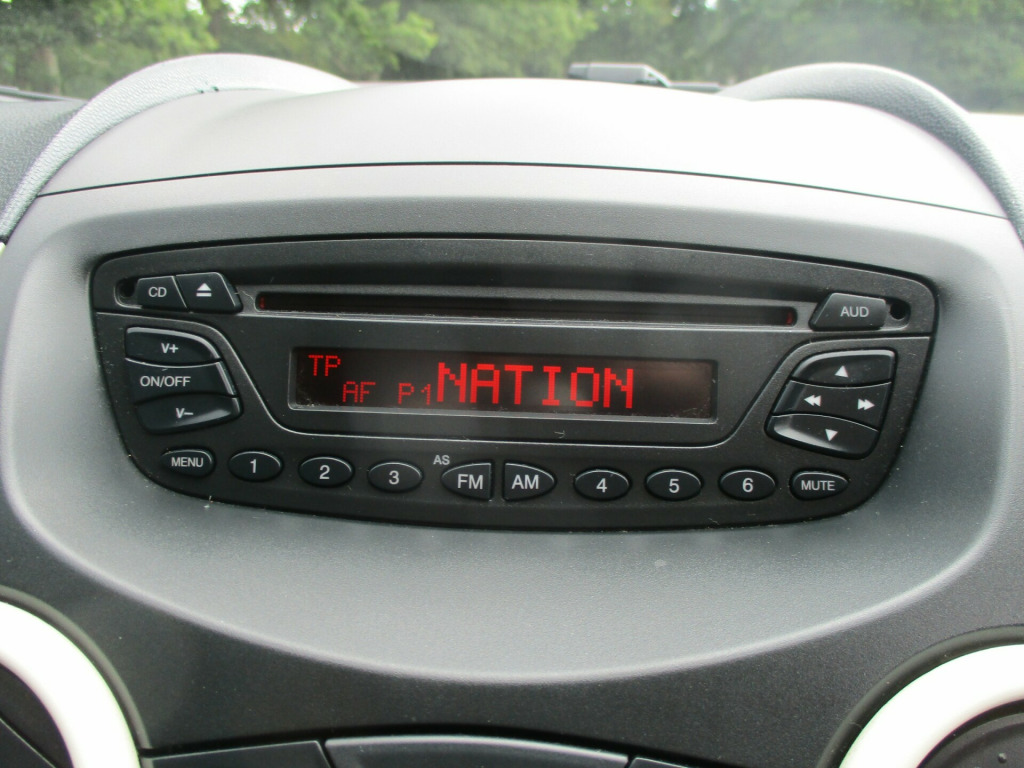 CD AUD
V+
ON/OFF
V–
TP
AF P1 NATION
MENU 1 2 3 AS FM AM 4 5 6 MUTE